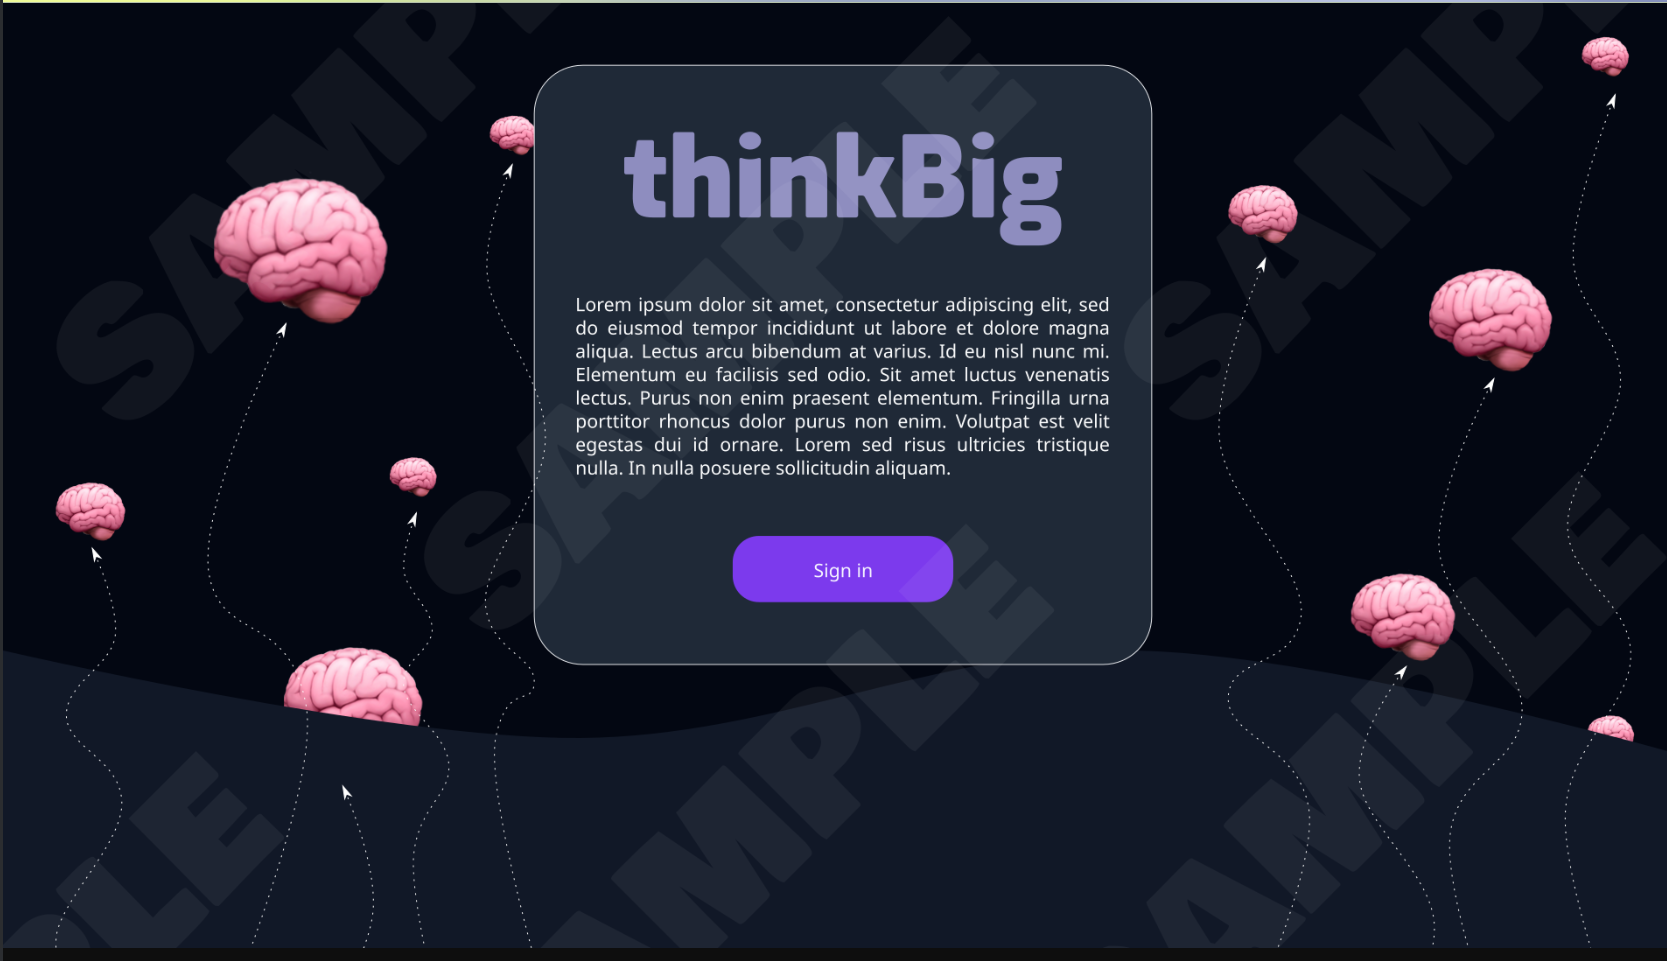 thinkBig
Lorem ipsum dolor sit amet, consectetur adipiscing elit, sed
do eiusmod tempor incididunt ut labore et dolore magna
aliqua. Lectus arcu bibendum at varius. Id eu nisl nunc mi.
Elementum eu facilisis sed odio. Sit amet luctus venenatis
lectus. Purus non enim praesent elementum. Fringilla urna
porttitor rhoncus dolor purus non enim. Volutpat est velit
egestas dui id ornare. Lorem sed risus ultricies tristique
nulla. In nulla posuere sollicitudin aliquam.
Sign in
SAMPLE
SAMPLE
SAMPLE
SAMPLE
SAMPLE
SAMPLE